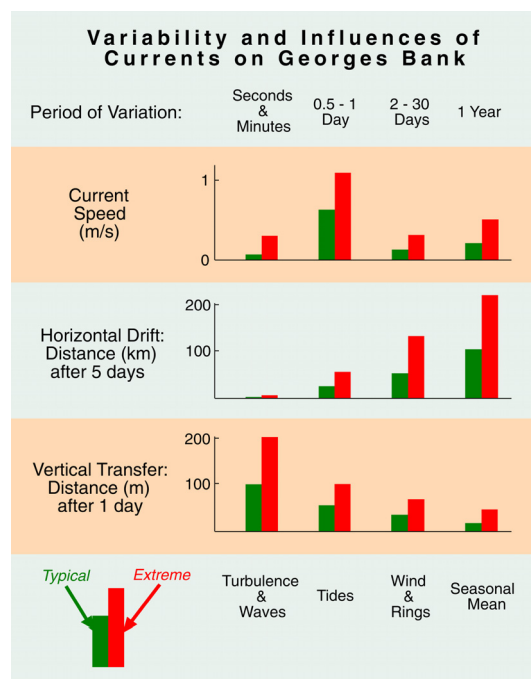 Variability and Influences of
Currents on Georges Bank
Period of Variation:
Seconds
&
Minutes
0.5 - 1
Day
2 - 30
Days
1 Year
Current
Speed
(m/s)
1
0
Horizontal Drift:
Distance (km)
after 5 days
200
100
Vertical Transfer:
Distance (m)
after 1 day
200
100
Typical
Extreme
Turbulence
&
Waves
Tides
Wind
&
Rings
Seasonal
Mean